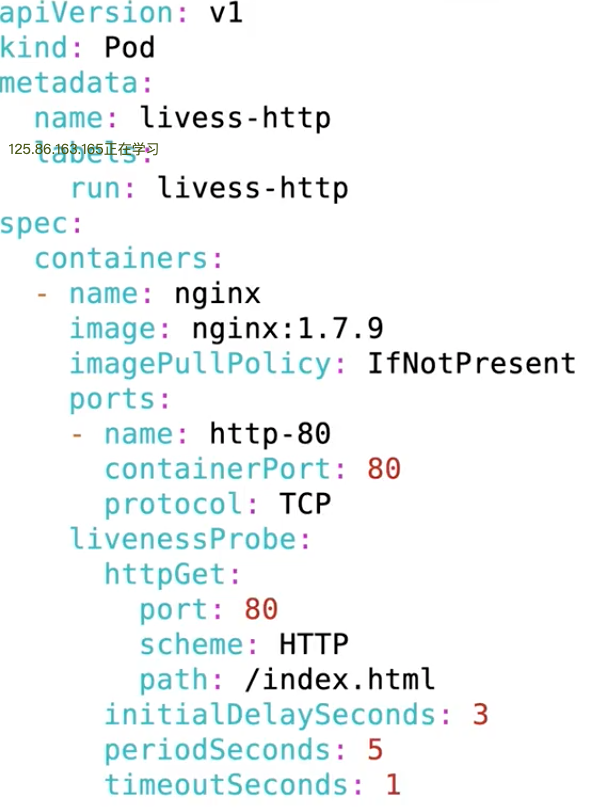 apiVersion: v1
kind: Pod
metadata:
  name: livess-http
125.86.163.165正在学习
  labels:
    run: livess-http
spec:
  containers:
  - name: nginx
    image: nginx:1.7.9
    imagePullPolicy: IfNotPresent
    ports:
    - name: http-80
      containerPort: 80
      protocol: TCP
    livenessProbe:
      httpGet:
        port: 80
        scheme: HTTP
        path: /index.html
      initialDelaySeconds: 3
      periodSeconds: 5
      timeoutSeconds: 1